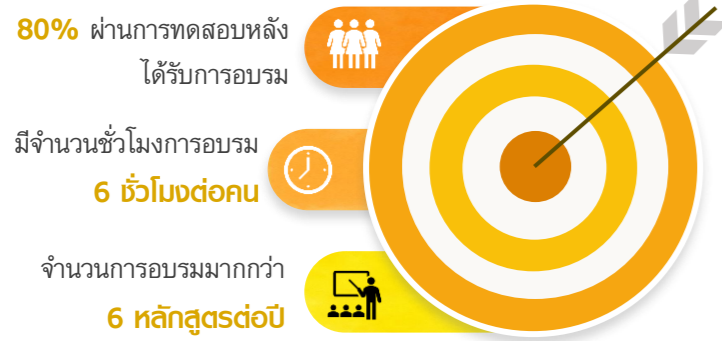 80% ผ่านการทดสอบหลัง
ได้รับการอบรม
มีจำนวนชั่วโมงการอบรม
6 ชั่วโมงต่อคน
จำนวนการอบรมมากกว่า
6 หลักสูตรต่อปี